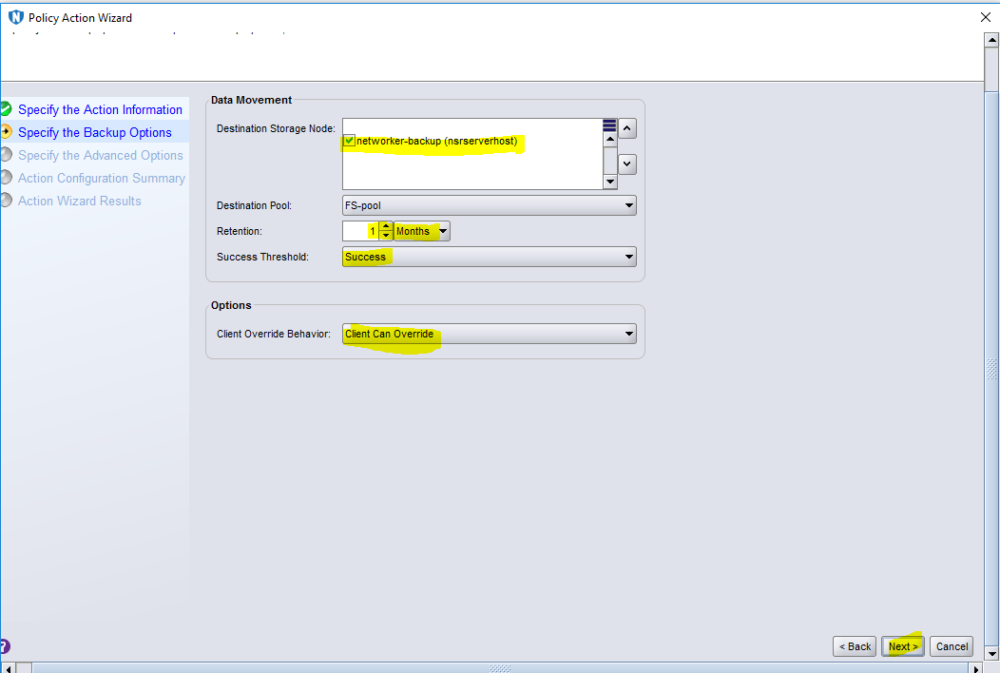 Policy Action Wizard
Specify the Action Information
Specify the Backup Options
Specify the Advanced Options
Action Configuration Summary
Action Wizard Results
Data Movement
Destination Storage Node:
networker-backup (nsrserverhost)
Destination Pool: FS-pool
Retention: 1 Months
Success Threshold: Success
Options
Client Override Behavior: Client Can Override
< Back Next > Cancel